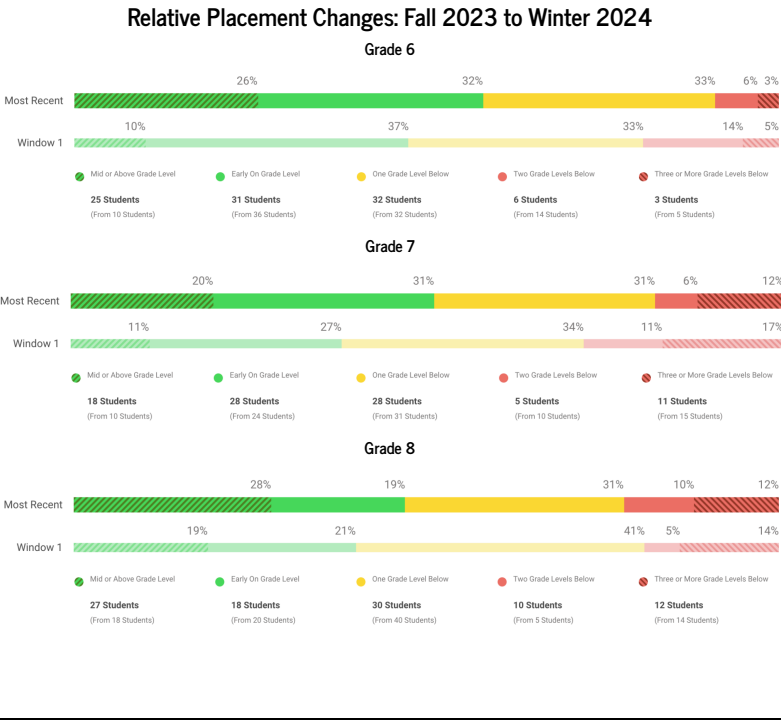 Relative Placement Changes: Fall 2023 to Winter 2024
Grade 6
26% 32% 33% 6% 3%
Most Recent
10% 37% 33% 14% 5%
Window 1
Mid or Above Grade Level Early On Grade Level One Grade Level Below Two Grade Levels Below Three or More Grade Levels Below
25 Students 31 Students 32 Students 6 Students 3 Students
(From 10 Students) (From 36 Students) (From 32 Students) (From 14 Students) (From 5 Students)
Grade 7
20% 31% 31% 6% 12%
Most Recent
11% 27% 34% 11% 17%
Window 1
Mid or Above Grade Level Early On Grade Level One Grade Level Below Two Grade Levels Below Three or More Grade Levels Below
18 Students 28 Students 28 Students 5 Students 11 Students
(From 10 Students) (From 24 Students) (From 31 Students) (From 10 Students) (From 15 Students)
Grade 8
28% 19% 31% 10% 12%
Most Recent
19% 21% 41% 5% 14%
Window 1
Mid or Above Grade Level Early On Grade Level One Grade Level Below Two Grade Levels Below Three or More Grade Levels Below
27 Students 18 Students 30 Students 10 Students 12 Students
(From 18 Students) (From 20 Students) (From 40 Students) (From 5 Students) (From 14 Students)